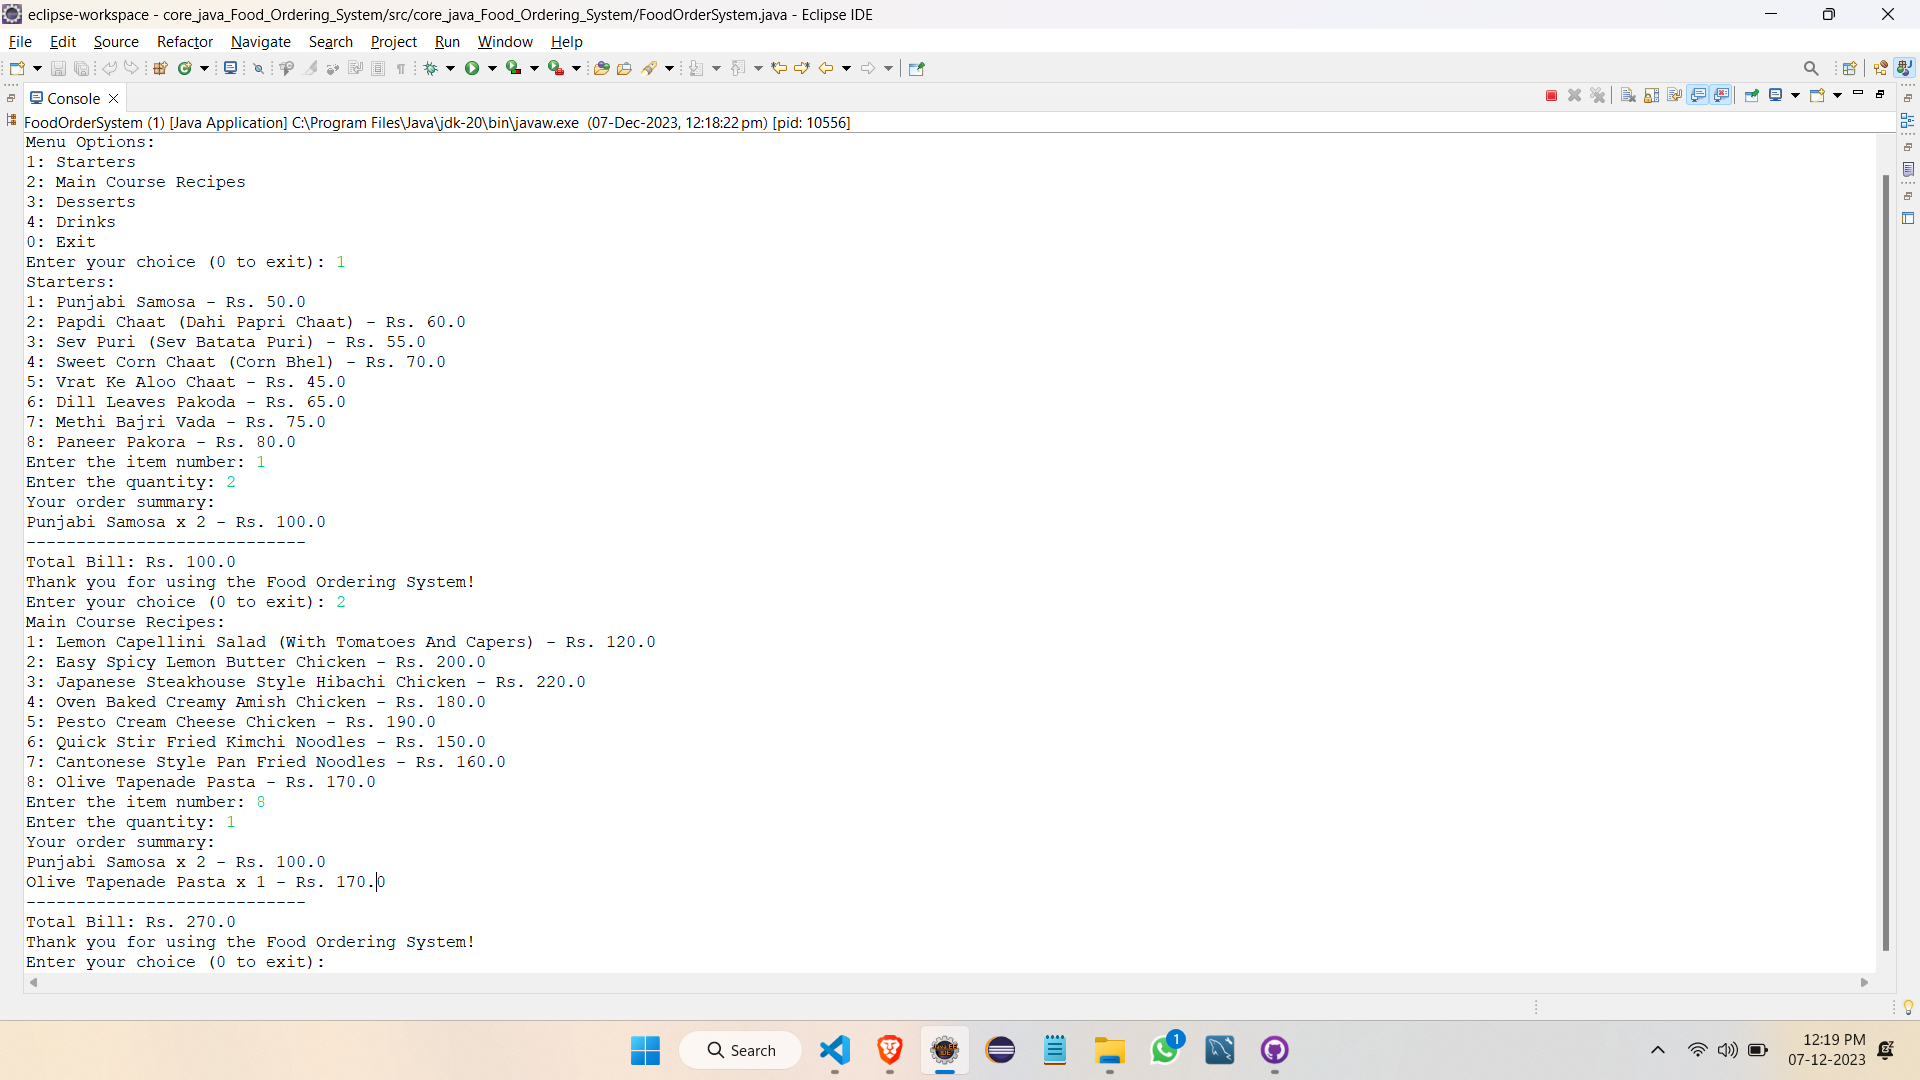 eclipse-workspace - core_java_Food_Ordering_System/src/core_java_Food_Ordering_System/FoodOrderSystem.java - Eclipse IDE
File Edit Source Refactor Navigate Search Project Run Window Help
Console
FoodOrderSystem (1) [Java Application] C:\Program Files\Java\jdk-20\bin\javaw.exe (07-Dec-2023, 12:18:22 pm) [pid: 10556]
Menu Options:
1: Starters
2: Main Course Recipes
3: Desserts
4: Drinks
0: Exit
Enter your choice (0 to exit): 1
Starters:
1: Punjabi Samosa - Rs. 50.0
2: Papdi Chaat (Dahi Papri Chaat) - Rs. 60.0
3: Sev Puri (Sev Batata Puri) - Rs. 55.0
4: Sweet Corn Chaat (Corn Bhel) - Rs. 70.0
5: Vrat Ke Aloo Chaat - Rs. 45.0
6: Dill Leaves Pakoda - Rs. 65.0
7: Methi Bajri Vada - Rs. 75.0
8: Paneer Pakora - Rs. 80.0
Enter the item number: 1
Enter the quantity: 2
Your order summary:
Punjabi Samosa x 2 - Rs. 100.0
----------------------------
Total Bill: Rs. 100.0
Thank you for using the Food Ordering System!
Enter your choice (0 to exit): 2
Main Course Recipes:
1: Lemon Capellini Salad (With Tomatoes And Capers) - Rs. 120.0
2: Easy Spicy Lemon Butter Chicken - Rs. 200.0
3: Japanese Steakhouse Style Hibachi Chicken - Rs. 220.0
4: Oven Baked Creamy Amish Chicken - Rs. 180.0
5: Pesto Cream Cheese Chicken - Rs. 190.0
6: Quick Stir Fried Kimchi Noodles - Rs. 150.0
7: Cantonese Style Pan Fried Noodles - Rs. 160.0
8: Olive Tapenade Pasta - Rs. 170.0
Enter the item number: 8
Enter the quantity: 1
Your order summary:
Punjabi Samosa x 2 - Rs. 100.0
Olive Tapenade Pasta x 1 - Rs. 170.0
----------------------------
Total Bill: Rs. 270.0
Thank you for using the Food Ordering System!
Enter your choice (0 to exit):
Search
1
12:19 PM
07-12-2023